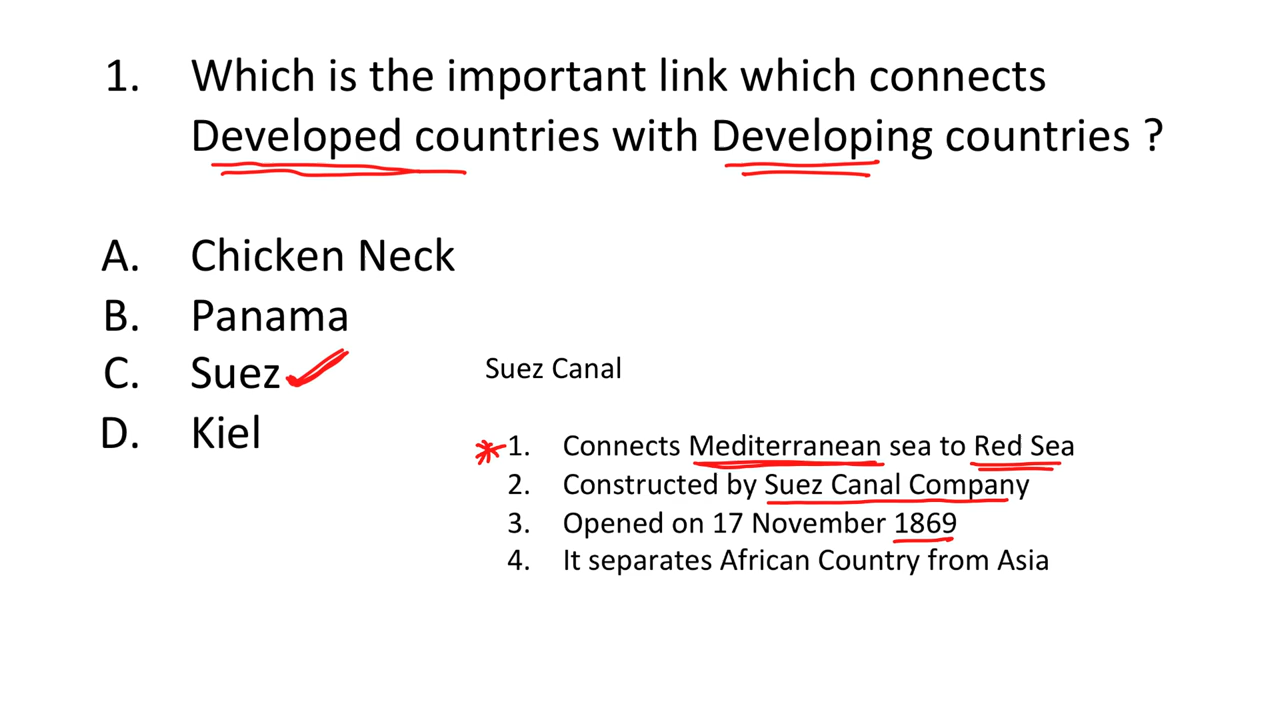 1. Which is the important link which connects
Developed countries with Developing countries ?
A. Chicken Neck
B. Panama
C. Suez
D. Kiel
Suez Canal
1. Connects Mediterranean sea to Red Sea
2. Constructed by Suez Canal Company
3. Opened on 17 November 1869
4. It separates African Country from Asia